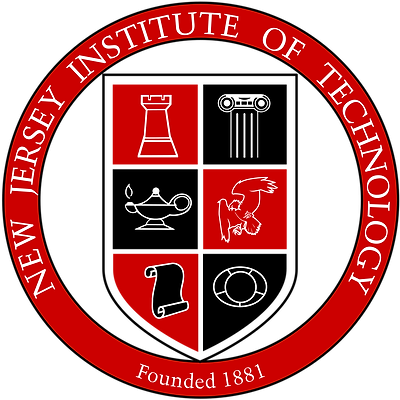 NEW JERSEY INSTITUTE OF TECHNOLOGY
Founded 1881